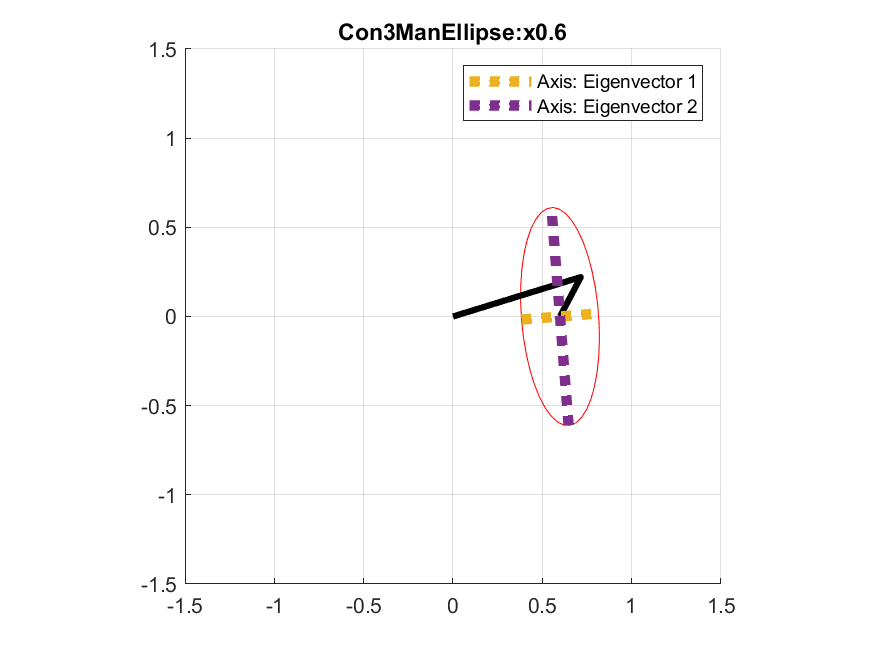 Con3ManEllipse:x0.6
Axis: Eigenvector 1
Axis: Eigenvector 2
1.5
1
0.5
0
-0.5
-1
-1.5
-1.5 -1 -0.5 0 0.5 1 1.5